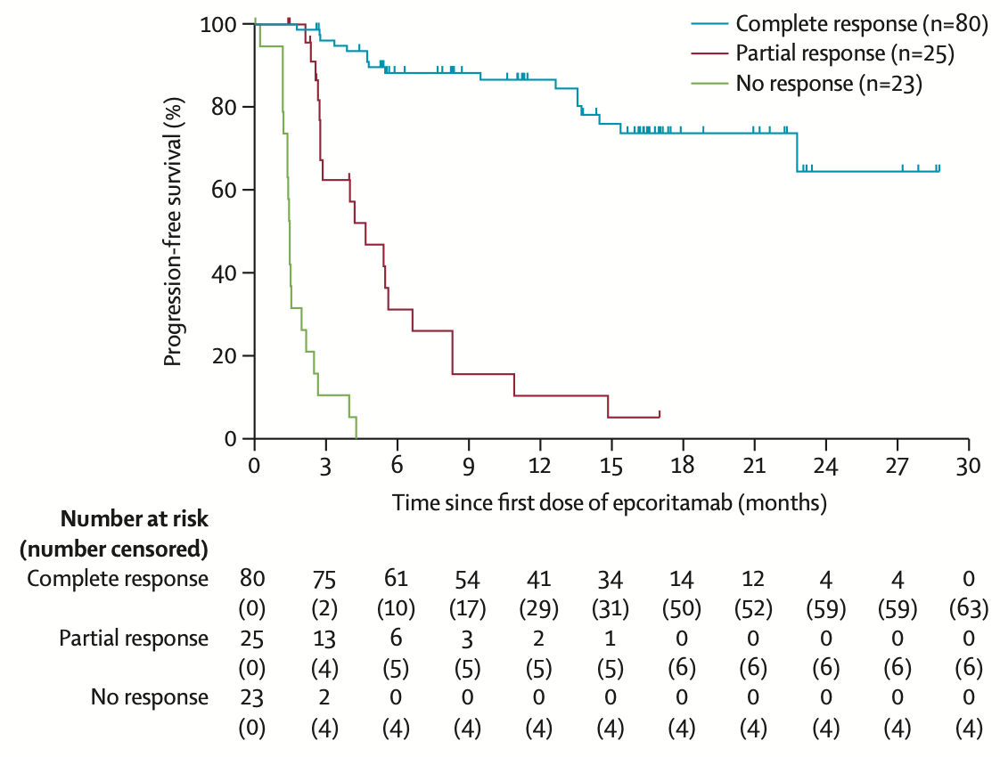 Complete response (n=80)
Partial response (n=25)
No response (n=23)
Progression-free survival (%)
100
80
60
40
20
0
0 3 6 9 12 15 18 21 24 27 30
Time since first dose of epcoritamab (months)
Number at risk
(number censored)
Complete response 80 75 61 54 41 34 14 12 4 4 0
(0) (2) (10) (17) (29) (31) (50) (52) (59) (59) (63)
Partial response 25 13 6 3 2 1 0 0 0 0 0
(0) (4) (5) (5) (5) (5) (6) (6) (6) (6) (6)
No response 23 2 0 0 0 0 0 0 0 0 0
(0) (4) (4) (4) (4) (4) (4) (4) (4) (4) (4)